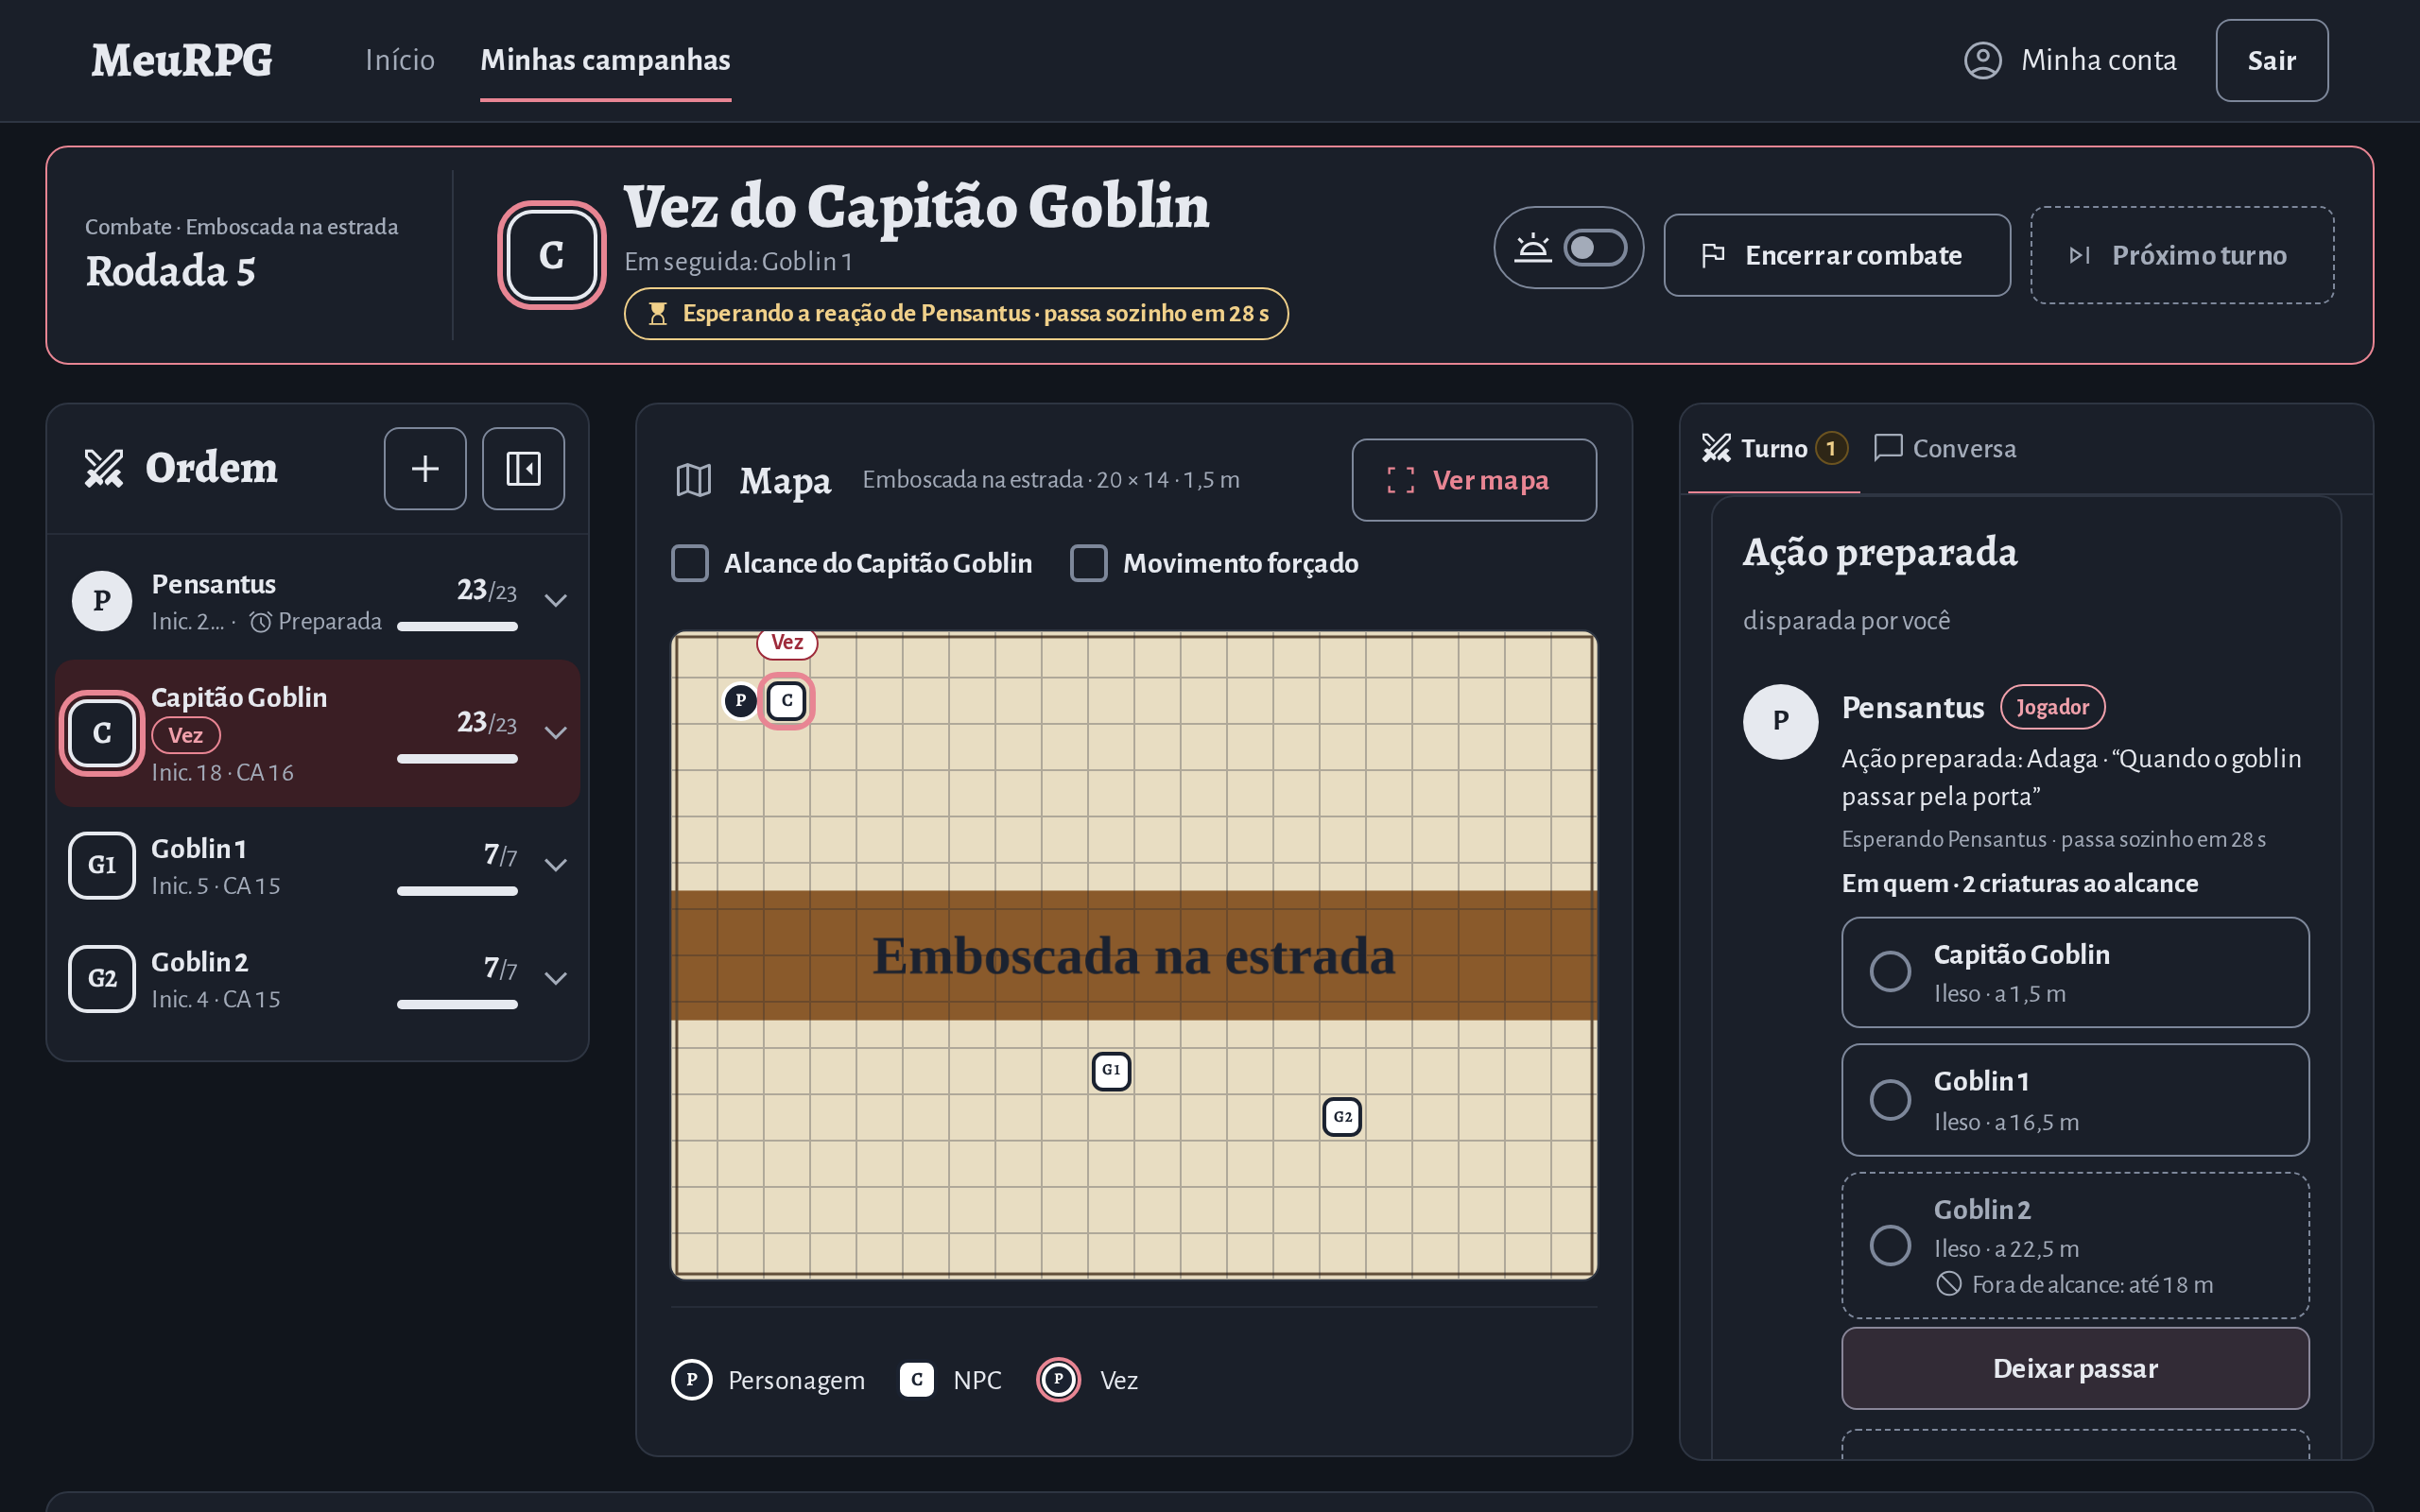 MeuRPG
Início
Minhas campanhas
Minha conta
Sair
Combate · Emboscada na estrada
Rodada 5
C
Vez do Capitão Goblin
Em seguida: Goblin 1
Esperando a reação de Pensantus · passa sozinho em 28 s
Encerrar combate
Próximo turno
Ordem
P
Pensantus
Inic. 2... · Preparada
23/23
C
Capitão Goblin
Vez
Inic. 18 · CA 16
23/23
G1
Goblin 1
Inic. 5 · CA 15
7/7
G2
Goblin 2
Inic. 4 · CA 15
7/7
Mapa
Emboscada na estrada · 20 × 14 · 1,5 m
Ver mapa
Alcance do Capitão Goblin
Movimento forçado
Vez
P
C
Emboscada na estrada
G1
G2
P
Personagem
C
NPC
P
Vez
Turno 1
Conversa
Ação preparada
disparada por você
P
Pensantus
Jogador
Ação preparada: Adaga · “Quando o goblin
passar pela porta”
Esperando Pensantus · passa sozinho em 28 s
Em quem · 2 criaturas ao alcance
Capitão Goblin
Ileso · a 1,5 m
Goblin 1
Ileso · a 16,5 m
Goblin 2
Ileso · a 22,5 m
Fora de alcance: até 18 m
Deixar passar